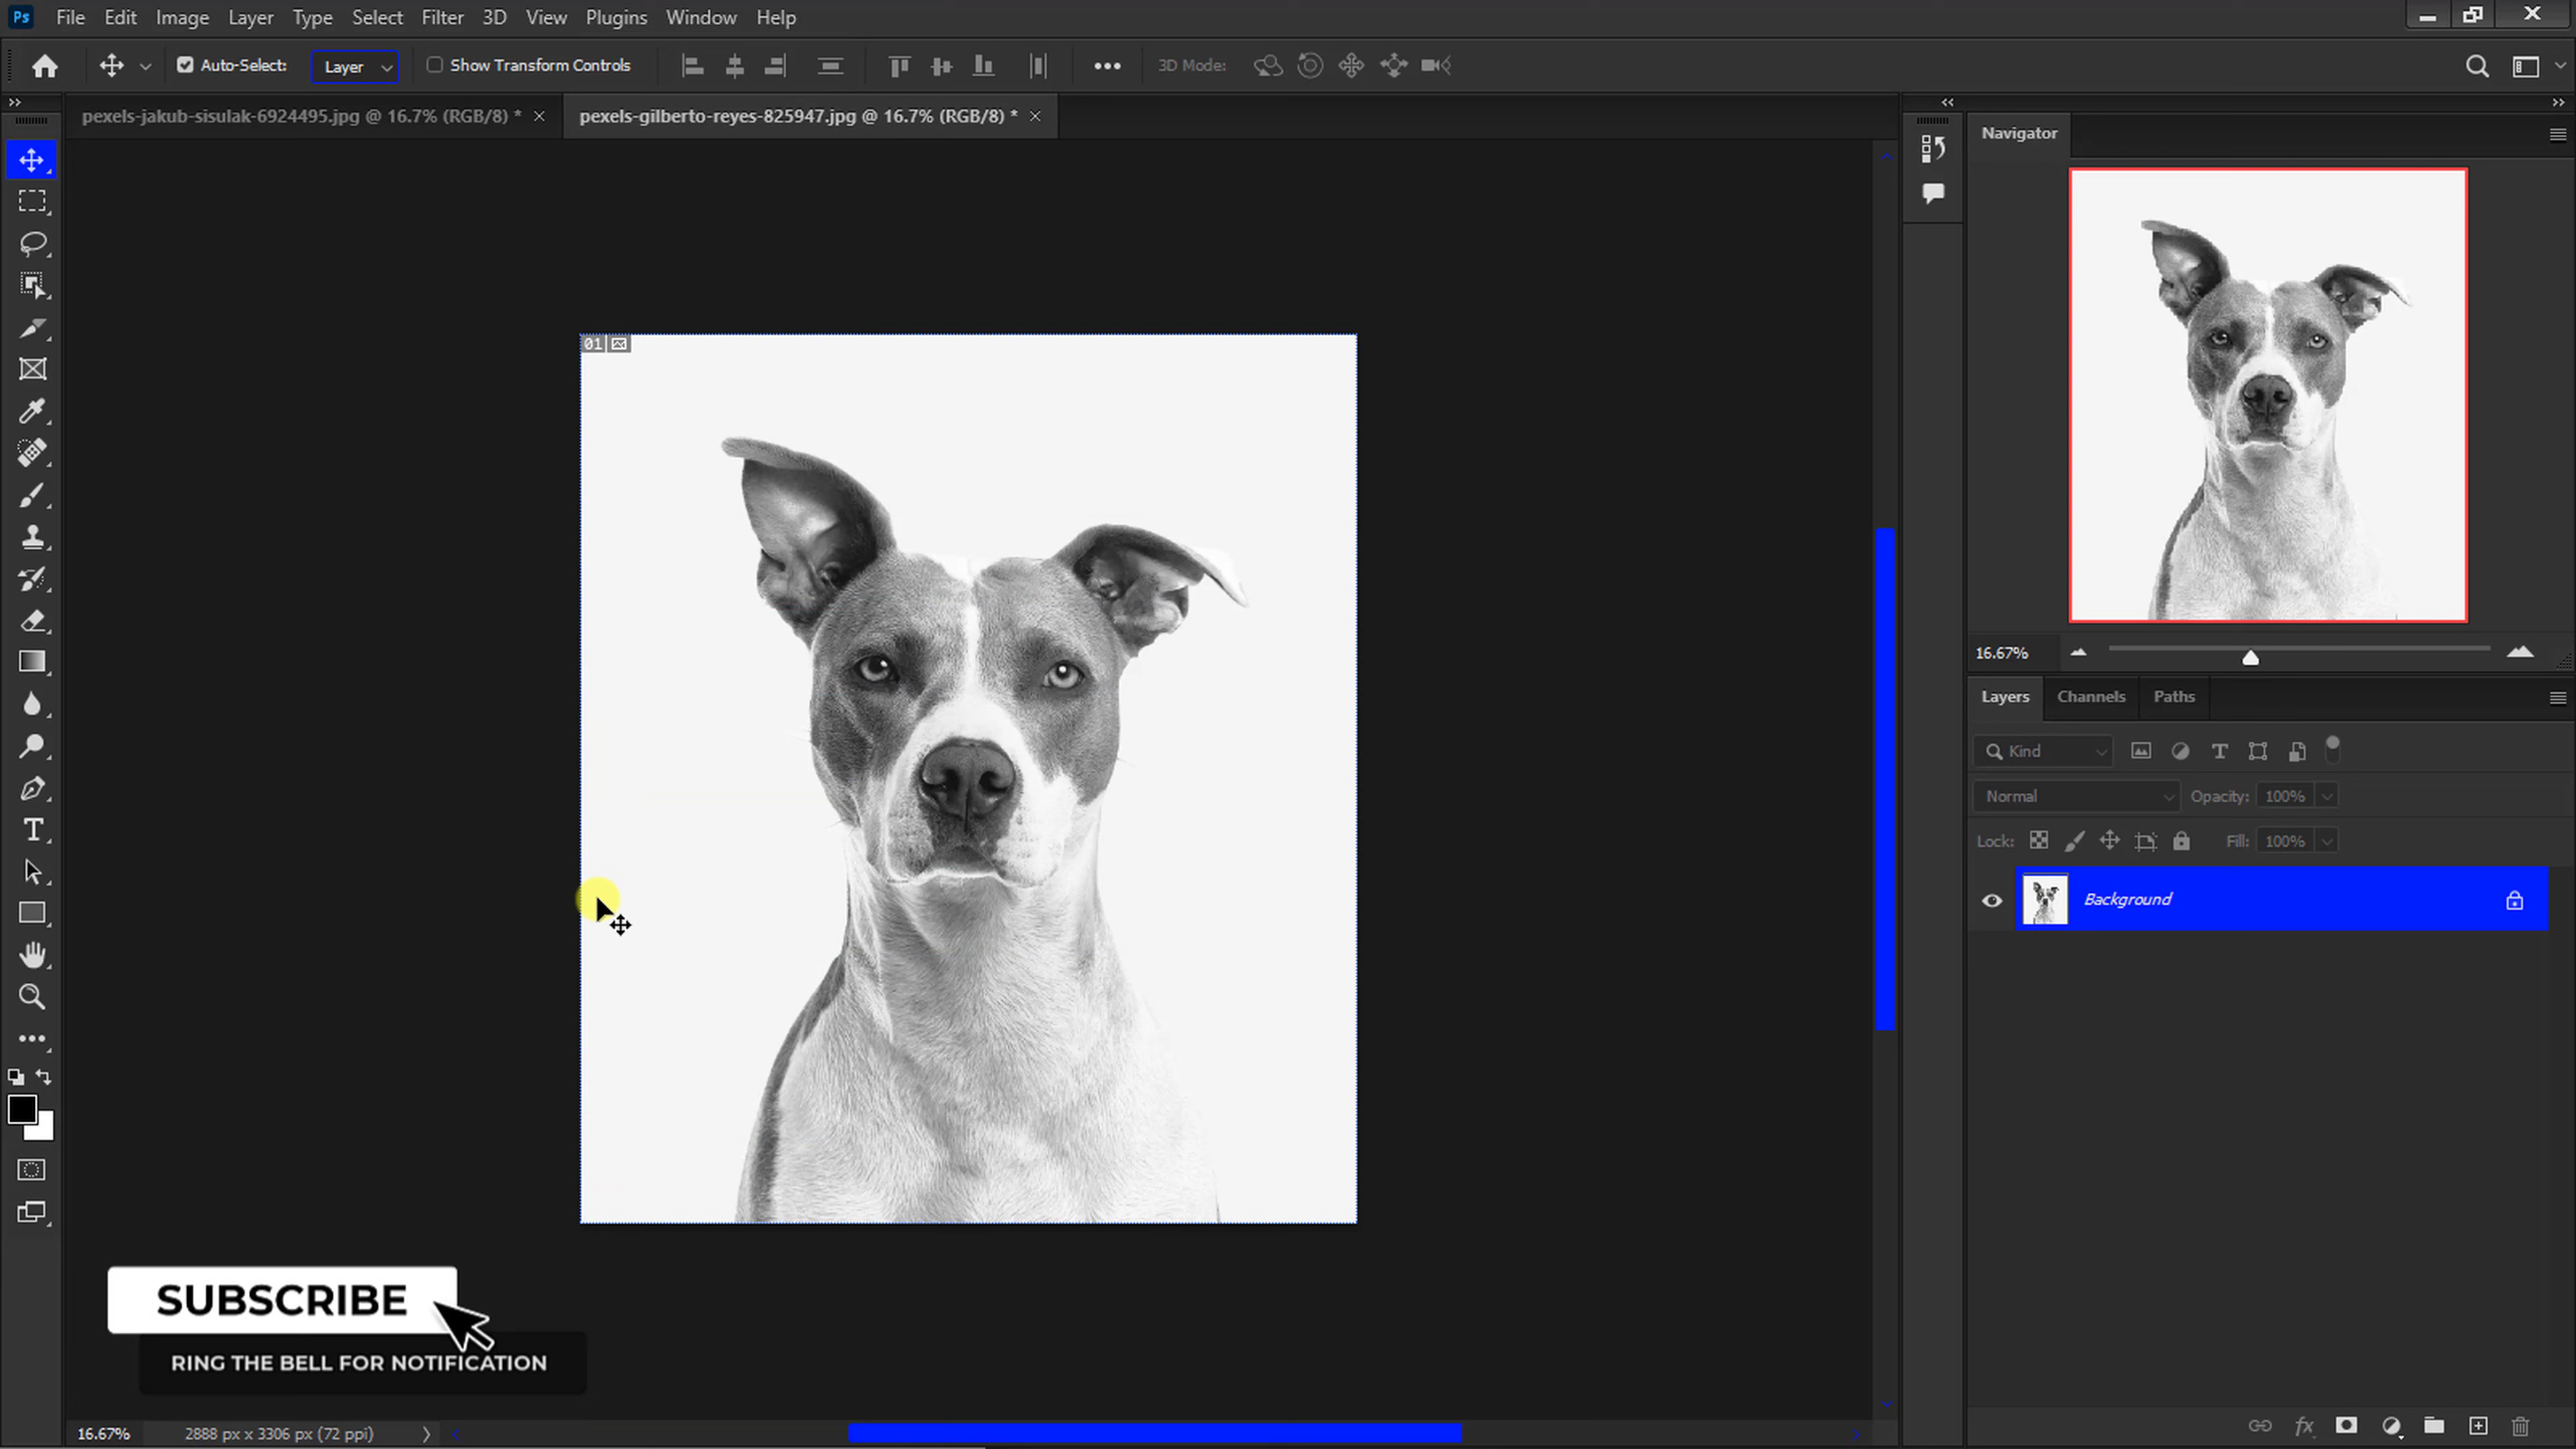 Ps File Edit Image Layer Type Select Filter 3D View Plugins Window Help
Auto-Select: Layer Show Transform Controls 3D Mode:
pexels-jakub-sisulak-6924495.jpg @ 16.7% (RGB/8) * pexels-gilberto-reyes-825947.jpg @ 16.7% (RGB/8) *
Navigator
01
16.67%
Layers Channels Paths
Kind
Normal Opacity: 100%
Lock: Fill: 100%
Background
SUBSCRIBE
RING THE BELL FOR NOTIFICATION
16.67% 2888 px x 3306 px (72 ppi)
fx